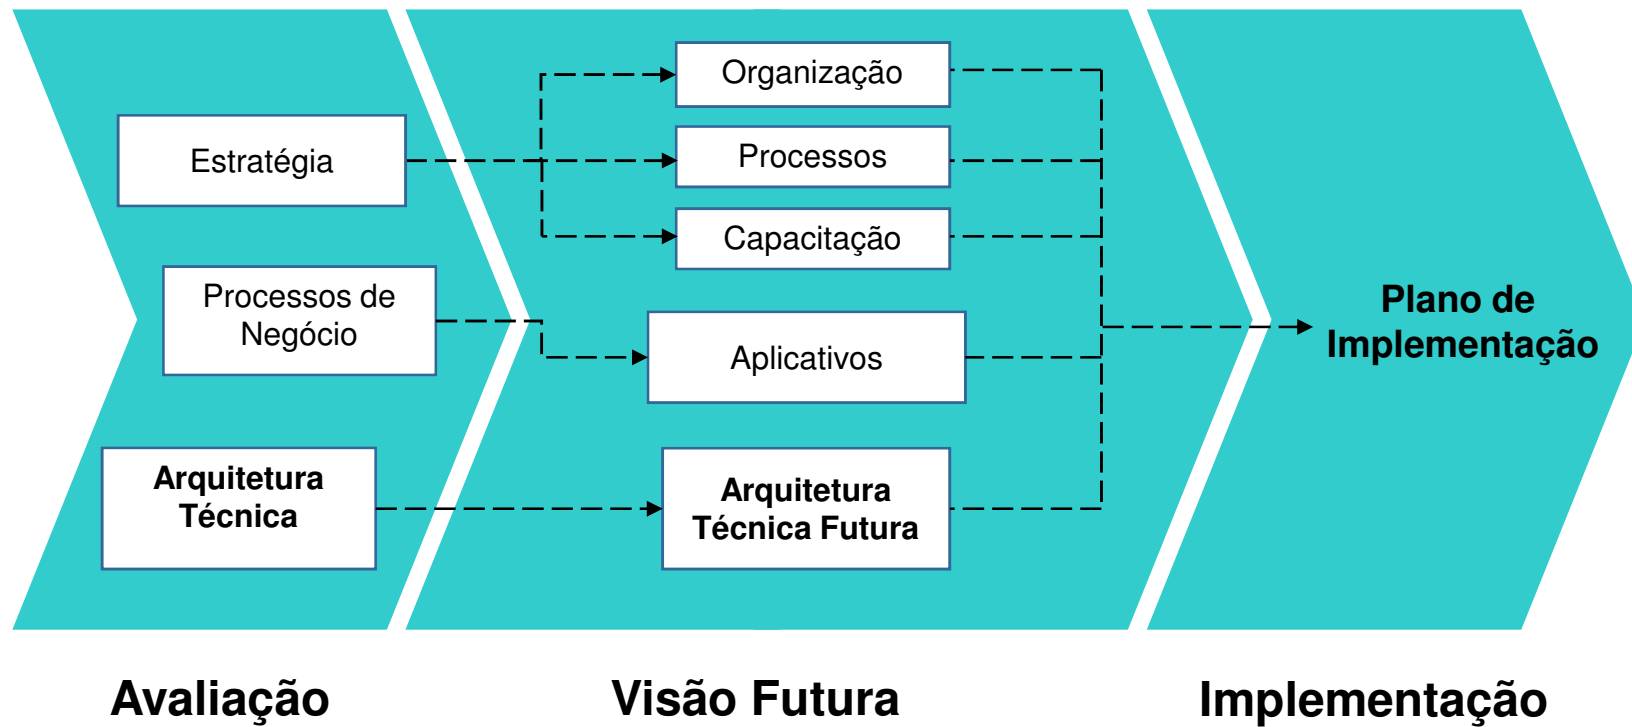 Estratégia
Processos de
Negócio
Arquitetura
Técnica
Organização
Processos
Capacitação
Aplicativos
Arquitetura
Técnica Futura
Plano de
Implementação
Avaliação
Visão Futura
Implementação